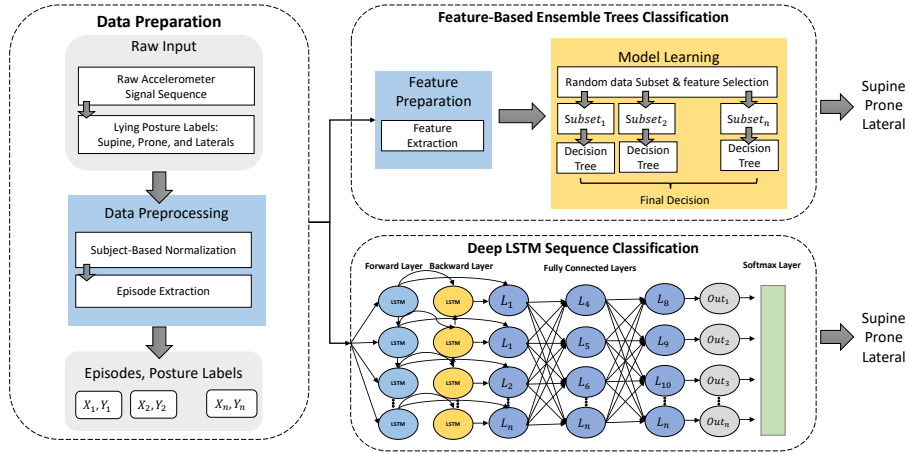 Data Preparation
Raw Input
Raw Accelerometer
Signal Sequence
Lying Posture Labels:
Supine, Prone, and Laterals
Data Preprocessing
Subject-Based Normalization
Episode Extraction
Episodes, Posture Labels
X₁,Y₁ X₂,Y₂ Xₙ,Yₙ
Feature-Based Ensemble Trees Classification
Feature
Preparation
Feature
Extraction
Model Learning
Random data Subset & feature Selection
Subset₁ Subset₂ Subsetₙ
Decision
Tree
Decision
Tree
Decision
Tree
Final Decision
Supine
Prone
Lateral
Deep LSTM Sequence Classification
Forward Layer Backward Layer Fully Connected Layers Softmax Layer
LSTM LSTM L₁ L₄ L₈ Out₁
LSTM LSTM L₁ L₅ L₉ Out₂
LSTM LSTM L₂ L₆ L₁₀ Out₃
LSTM LSTM Lₙ Lₙ Lₙ Outₙ
Supine
Prone
Lateral